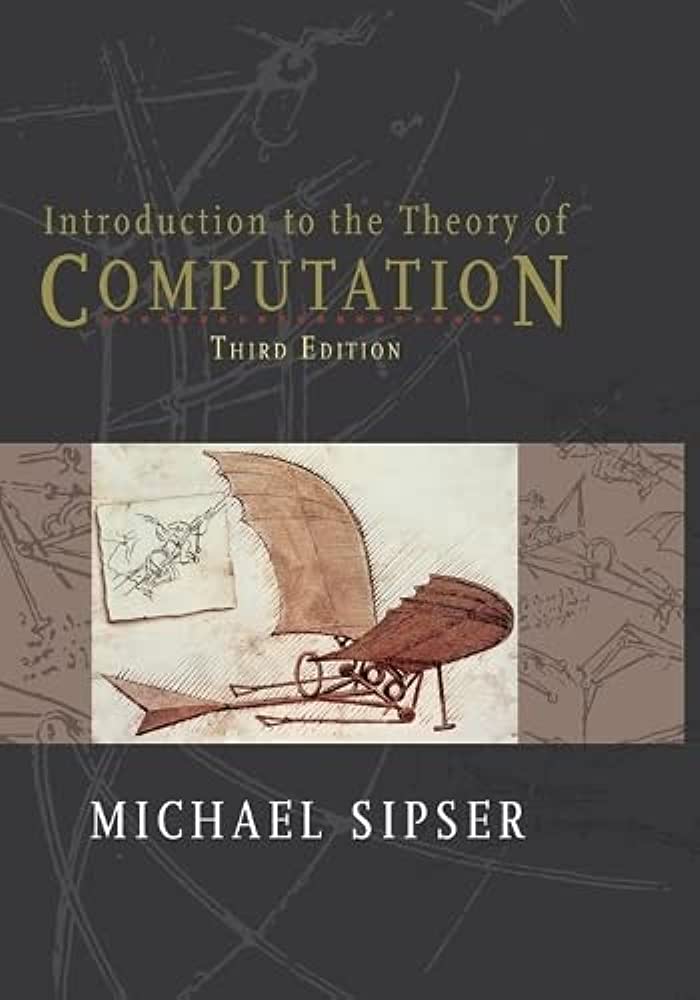 Introduction to the Theory of
COMPUTATION
THIRD EDITION
MICHAEL SIPSER